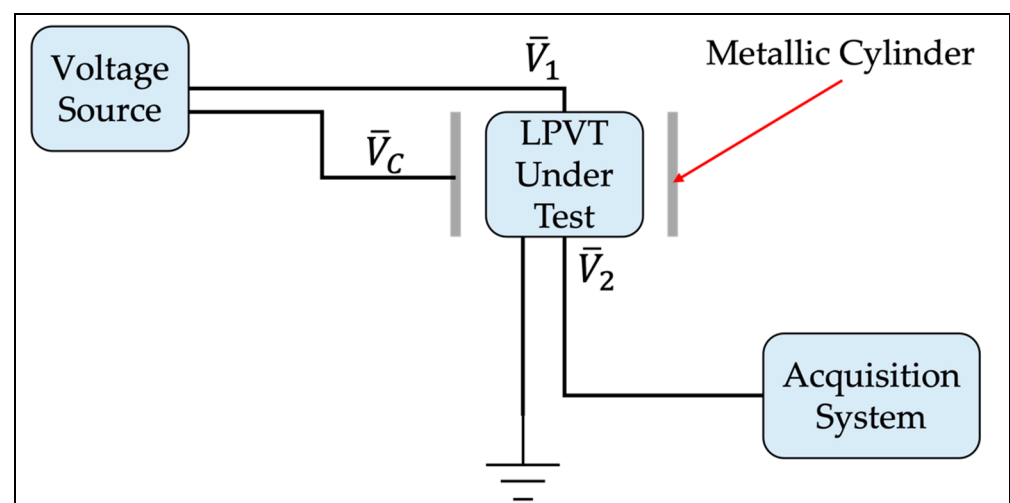 Voltage
Source
V̄₁
Metallic Cylinder
V̄_C
LPVT
Under
Test
V̄₂
Acquisition
System